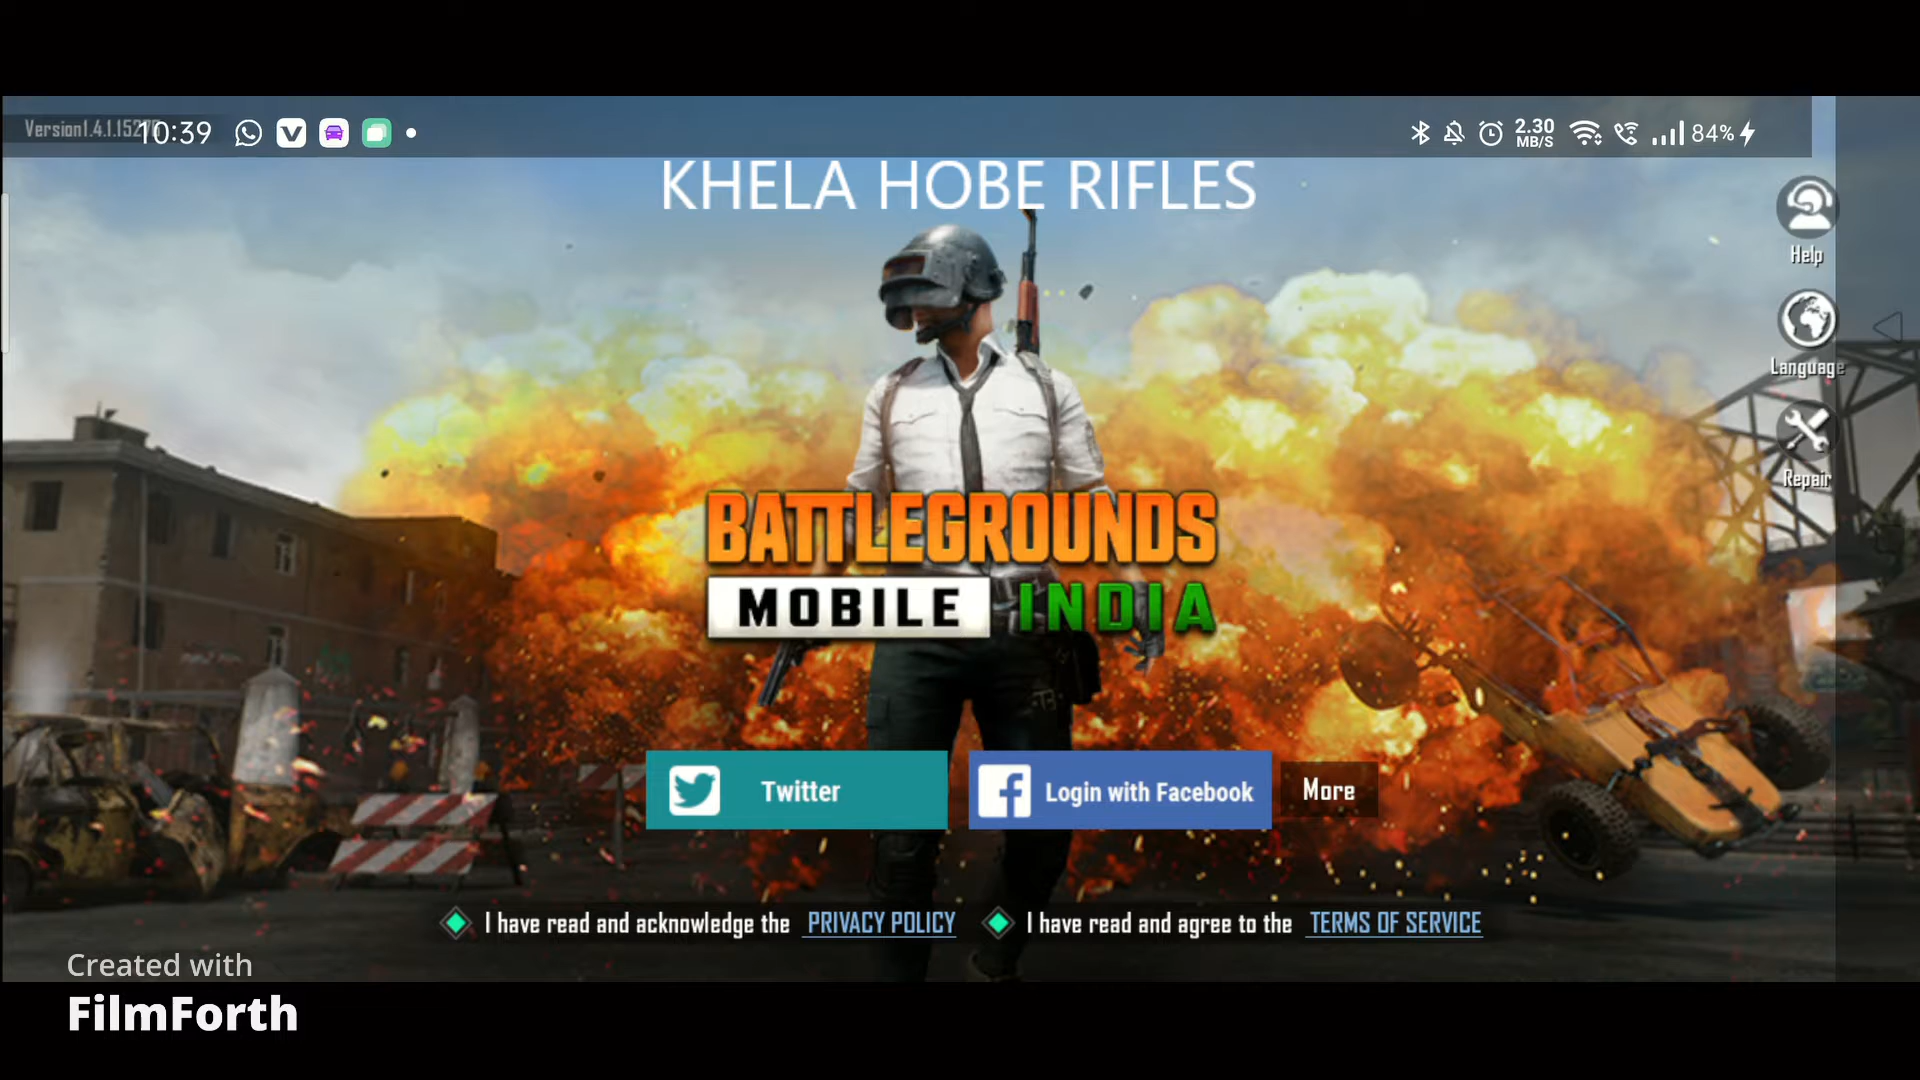 Version1.4.1.152
10:39
2.30
MB/S
84%
KHELA HOBE RIFLES
Help
Language
Repair
BATTLEGROUNDS
MOBILE INDIA
Twitter
Login with Facebook
More
I have read and acknowledge the PRIVACY POLICY
I have read and agree to the TERMS OF SERVICE
Created with
FilmForth